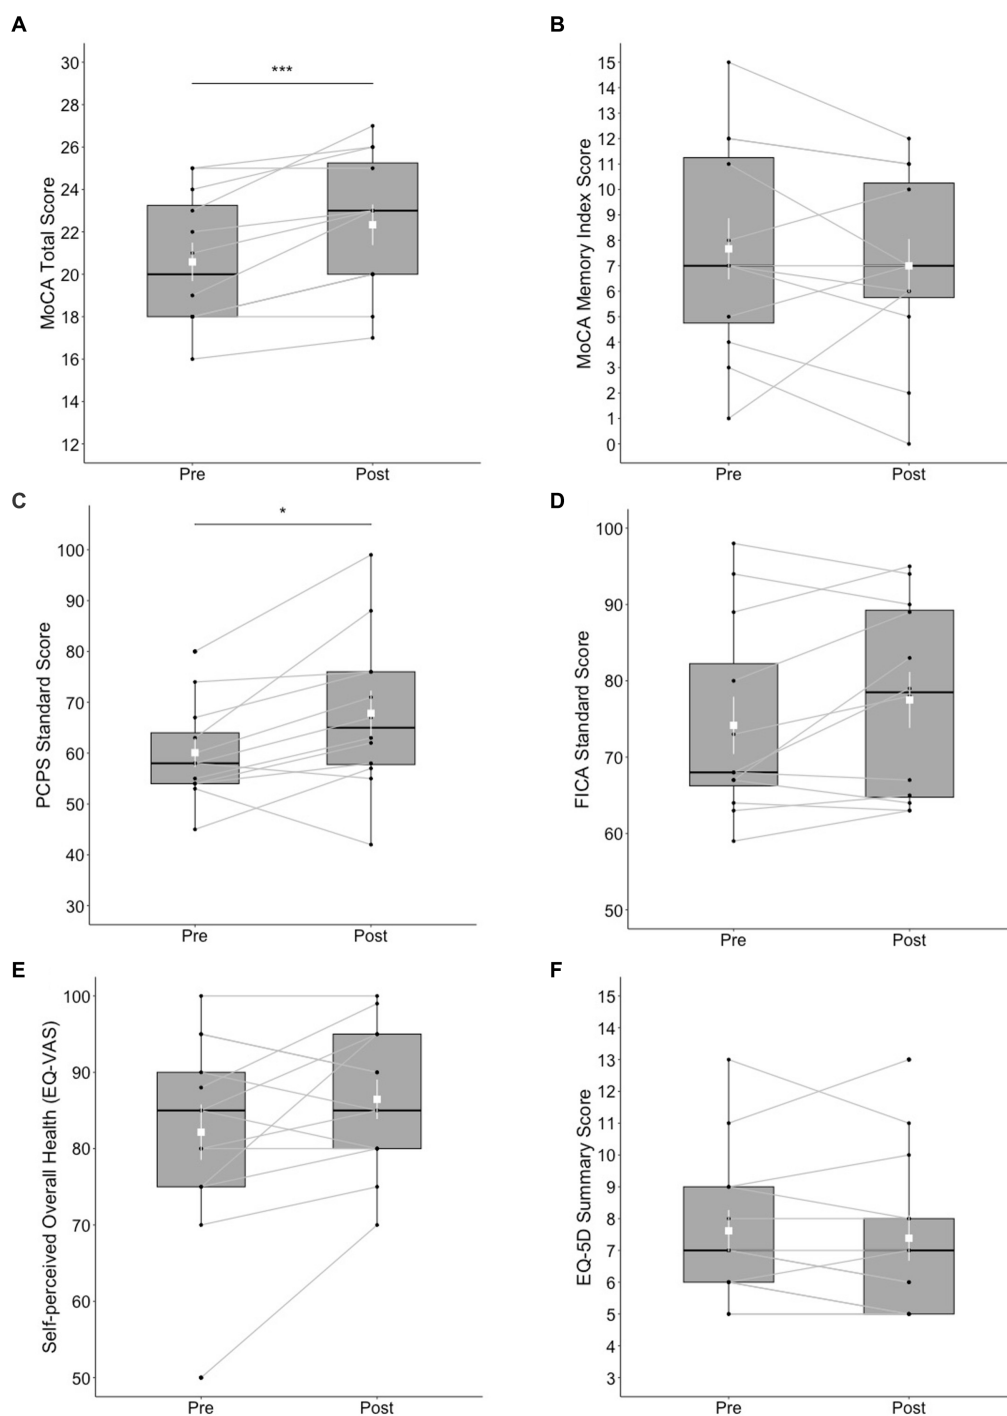 A
MoCA Total Score
30
28
26
24
22
20
18
16
14
12
***
Pre
Post
B
MoCA Memory Index Score
15
14
13
12
11
10
9
8
7
6
5
4
3
2
1
0
Pre
Post
C
PCPS Standard Score
100
90
80
70
60
50
40
30
*
Pre
Post
D
FICA Standard Score
100
90
80
70
60
50
Pre
Post
E
Self-perceived Overall Health (EQ-VAS)
100
90
80
70
60
50
Pre
Post
F
EQ-5D Summary Score
15
14
13
12
11
10
9
8
7
6
5
4
3
Pre
Post